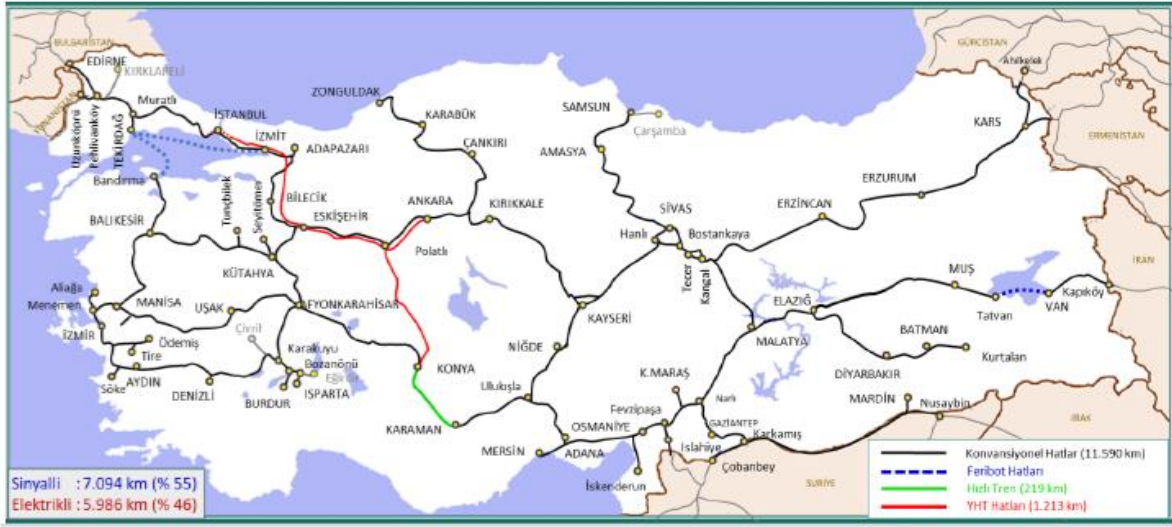 BULGARİSTAN
GÜRCİSTAN
EDİRNE
KIRKLARELİ
Ahılkelek
YUNANİSTAN
Muratlı
ZONGULDAK
SAMSUN
Uzunköprü
Pehlivanköy
TEKİRDAĞ
İSTANBUL
KARABÜK
Çarşamba
KARS
ERMENİSTAN
İZMİT
ADAPAZARI
ÇANKIRI
AMASYA
Bandırma
ERZURUM
BİLECİK
Tunçbilek
Seyitömer
BALIKESİR
ESKİŞEHİR
ANKARA
KIRIKKALE
SİVAS
ERZİNCAN
Hanlı
Bostankaya
Polatlı
KÜTAHYA
Tecer
Kangal
İRAN
MUŞ
Aliağa
Menemen
MANİSA
UŞAK
AFYONKARAHİSAR
KAYSERİ
ELAZIĞ
Kapıköy
VAN
Tatvan
İZMİR
Ödemiş
Çivril
Karakuyu
MALATYA
BATMAN
Tire
Bozanönü
NİĞDE
Kurtalan
Söke
AYDIN
DENİZLİ
BURDUR
ISPARTA
KONYA
Ulukışla
K.MARAŞ
DİYARBAKIR
Narlı
MARDİN
Nusaybin
KARAMAN
Fevzipaşa
OSMANİYE
GAZİANTEP
Karkamış
IRAK
MERSİN
ADANA
Islahiye
Çobanbey
İskenderun
SURİYE
Sinyalli : 7.094 km (% 55)
Elektrikli : 5.986 km (% 46)
Konvansiyonel Hatlar (11.590 km)
Feribot Hatları
Hızlı Tren (219 km)
YHT Hatları (1.213 km)